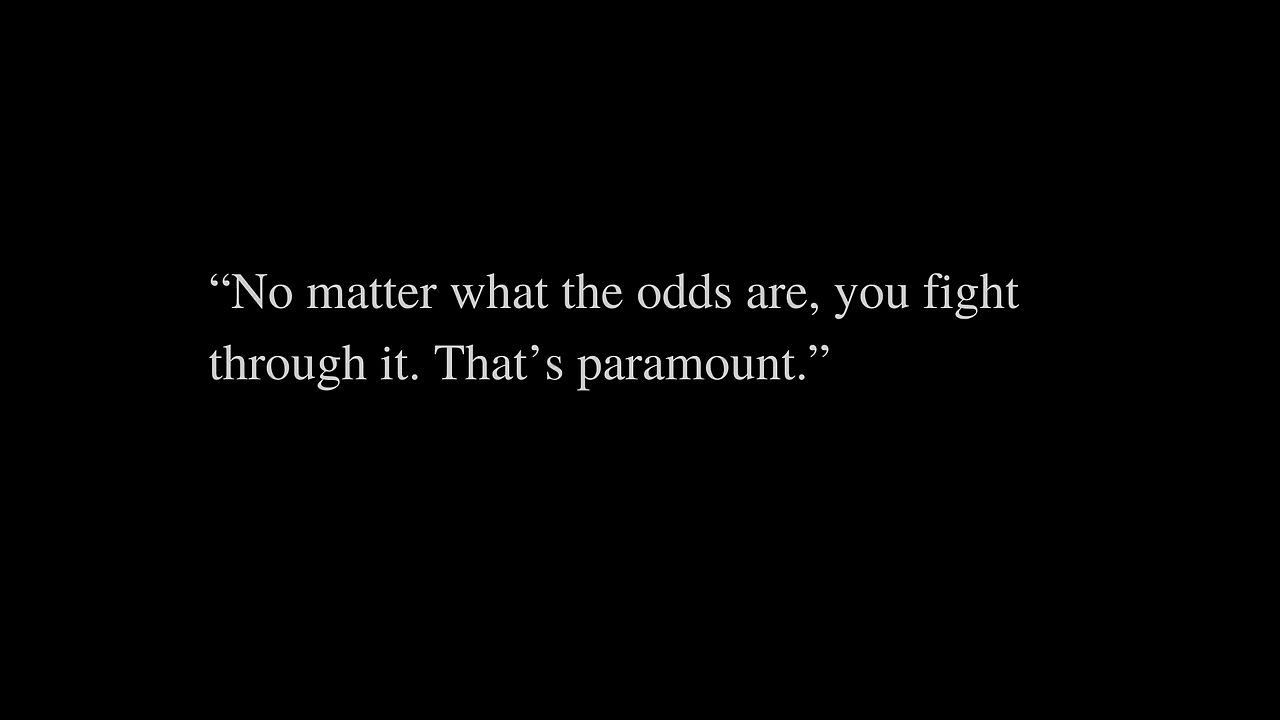 “No matter what the odds are, you fight
through it. That’s paramount.”